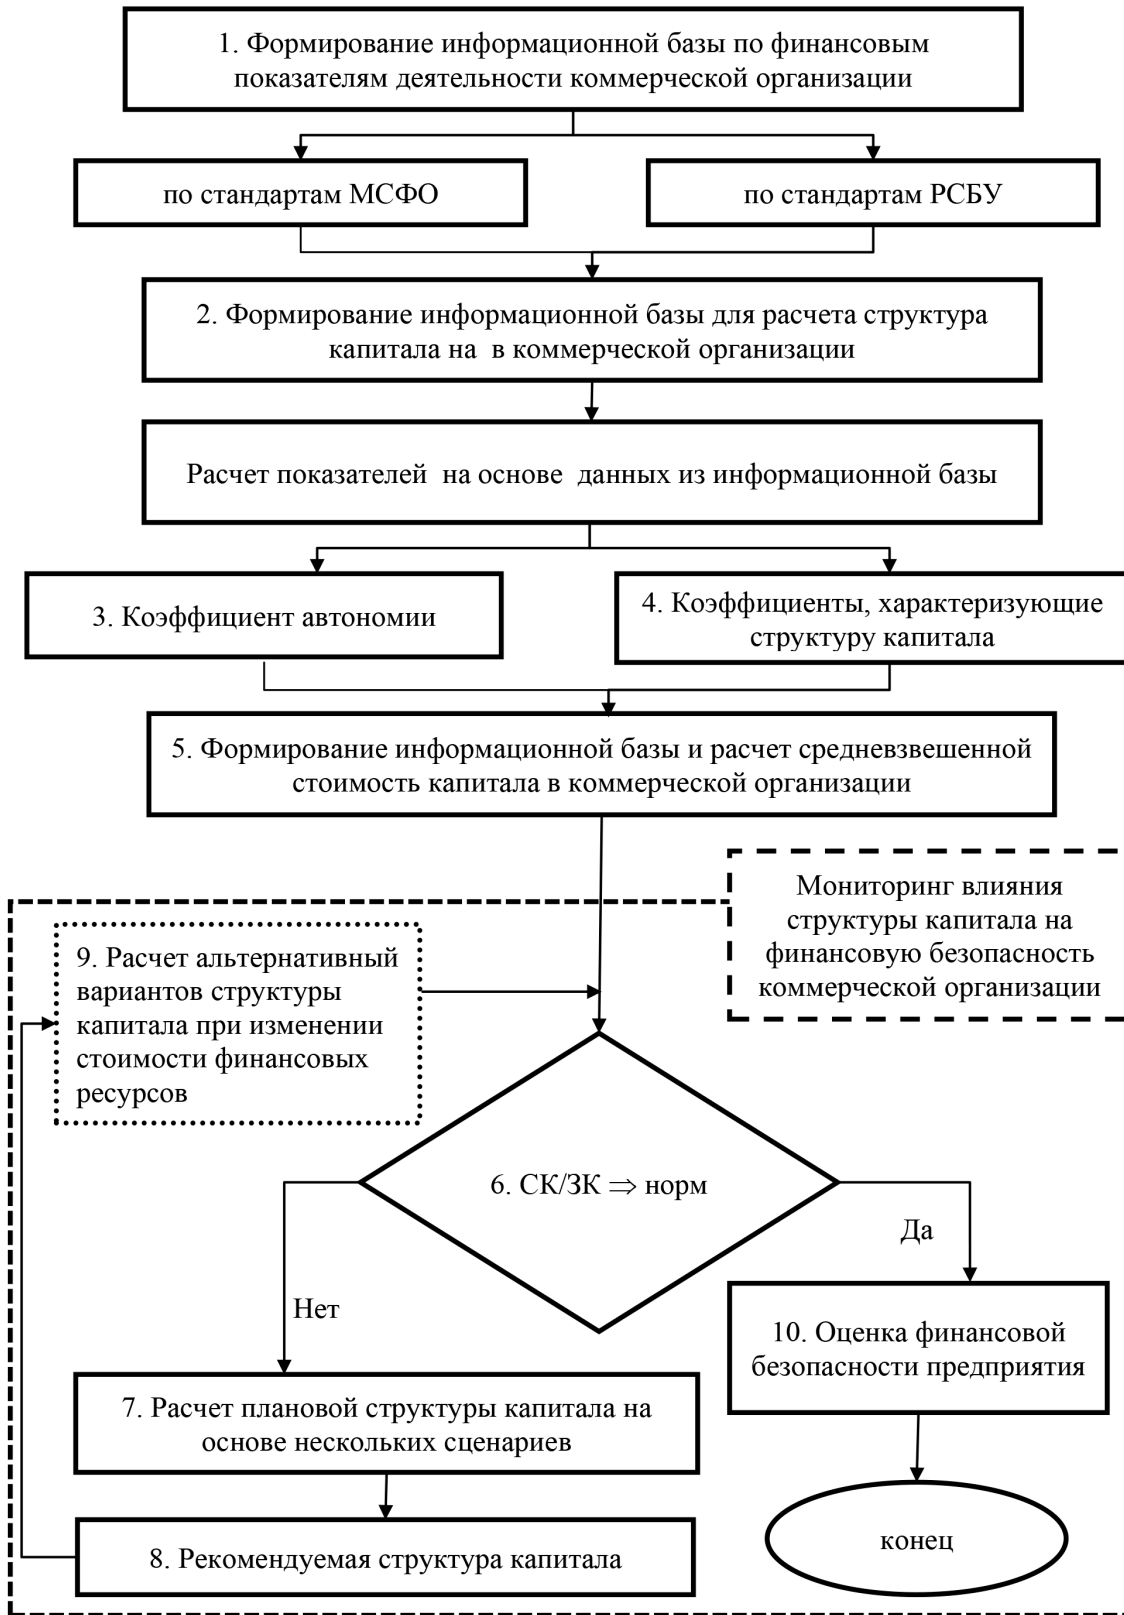 1. Формирование информационной базы по финансовым
показателям деятельности коммерческой организации
по стандартам МСФО
по стандартам РСБУ
2. Формирование информационной базы для расчета структура
капитала на в коммерческой организации
Расчет показателей на основе данных из информационной базы
3. Коэффициент автономии
4. Коэффициенты, характеризующие
структуру капитала
5. Формирование информационной базы и расчет средневзвешенной
стоимость капитала в коммерческой организации
Мониторинг влияния
структуры капитала на
финансовую безопасность
коммерческой организации
9. Расчет альтернативный
вариантов структуры
капитала при изменении
стоимости финансовых
ресурсов
6. СК/ЗК ⇒ норм
Да
Нет
10. Оценка финансовой
безопасности предприятия
7. Расчет плановой структуры капитала на
основе нескольких сценариев
8. Рекомендуемая структура капитала
конец